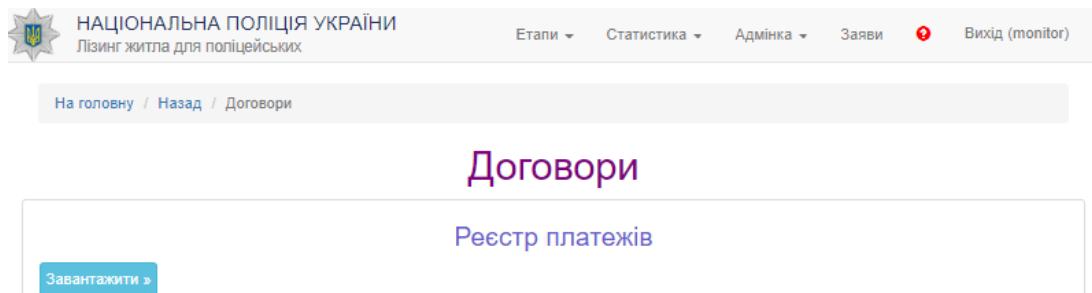 НАЦІОНАЛЬНА ПОЛІЦІЯ УКРАЇНИ
Лізинг житла для поліцейських
Етапи Статистика Адмінка Заяви ? Вихід (monitor)
На головну / Назад / Договори
Договори
Реєстр платежів
Завантажити »